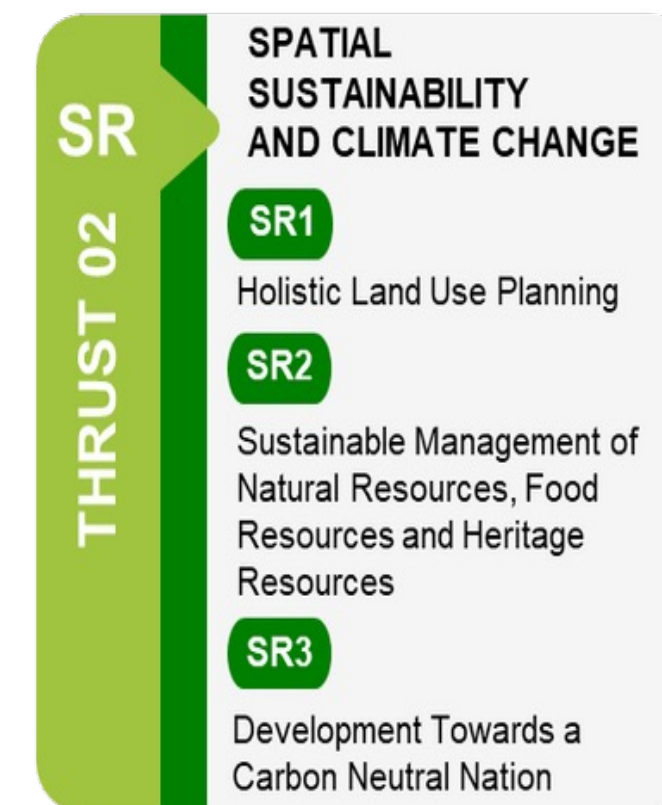 SR
THRUST 02
SPATIAL
SUSTAINABILITY
AND CLIMATE CHANGE
SR1
Holistic Land Use Planning
SR2
Sustainable Management of
Natural Resources, Food
Resources and Heritage
Resources
SR3
Development Towards a
Carbon Neutral Nation